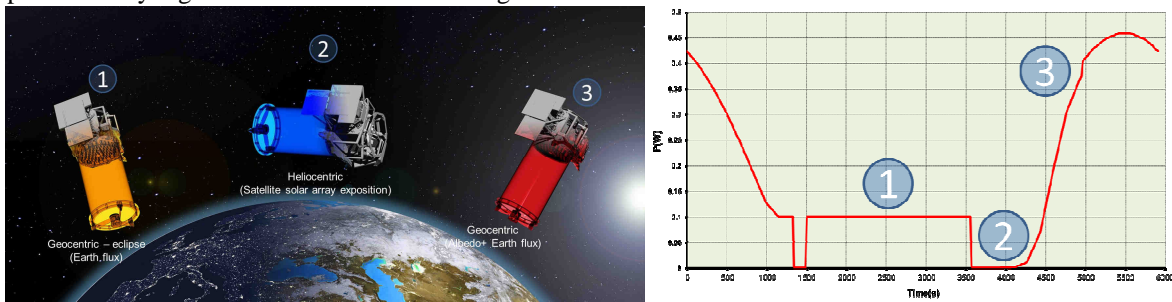 1
2
3
Geocentric – eclipse
(Earth flux)
Heliocentric
(Satellite solar array exposition)
Geocentric
(Albedo+ Earth flux)
P[W]
0.5
0.45
0.4
0.35
0.3
0.25
0.2
0.15
0.1
0.05
0
1
2
3
0 500 1000 1500 2000 2500 3000 3500 4000 4500 5000 5500 6000
Time(s)